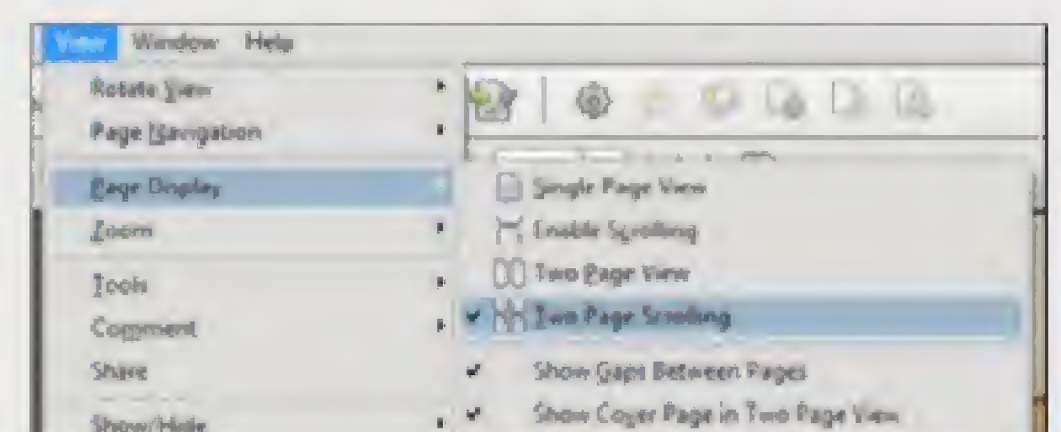 View Window Help
Rotate View
Page Navigation
Page Display
Zoom
Tools
Comment
Share
Show/Hide
Single Page View
Enable Scrolling
Two Page View
Two Page Scrolling
Show Gaps Between Pages
Show Cover Page in Two Page View